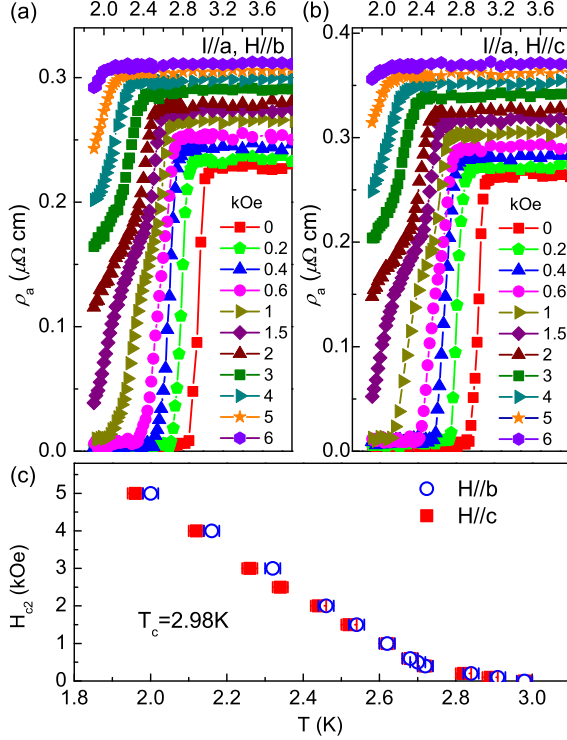 2.0 2.4 2.8 3.2 3.6
2.0 2.4 2.8 3.2 3.6
(a)
I//a, H//b
(b)
I//a, H//c
0.3
0.2
0.1
0.0
ρa (μΩ cm)
kOe
0
0.2
0.4
0.6
1
1.5
2
3
4
5
6
0.4
0.3
0.2
0.1
0.0
ρa (μΩ cm)
kOe
0
0.2
0.4
0.6
1
1.5
2
3
4
5
6
(c)
H//b
H//c
5
4
3
2
1
0
Hc2 (kOe)
Tc=2.98K
1.8 2.0 2.2 2.4 2.6 2.8 3.0
T (K)